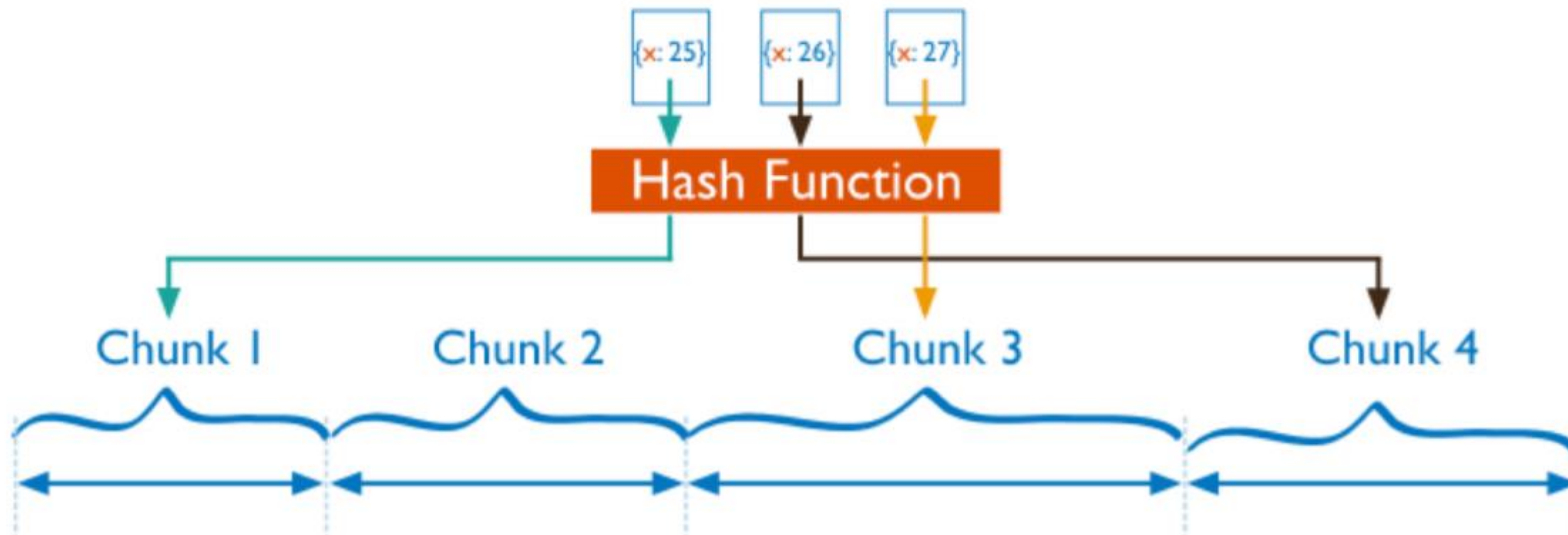 {x: 25} {x: 26} {x: 27}
Hash Function
Chunk 1 Chunk 2 Chunk 3 Chunk 4